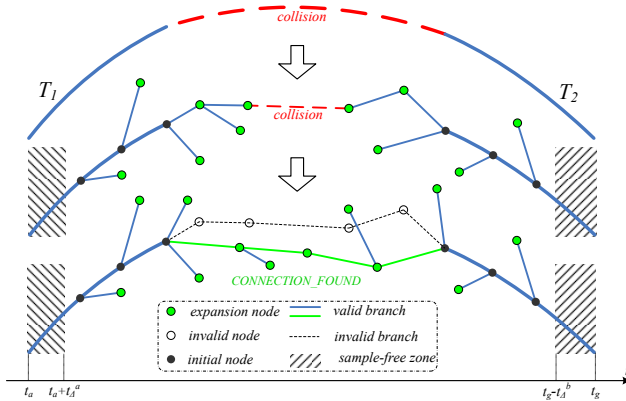 collision
T1
T2
collision
CONNECTION_FOUND
expansion node
valid branch
invalid node
invalid branch
initial node
sample-free zone
ta
ta+tΔa
tg-tΔb
tg